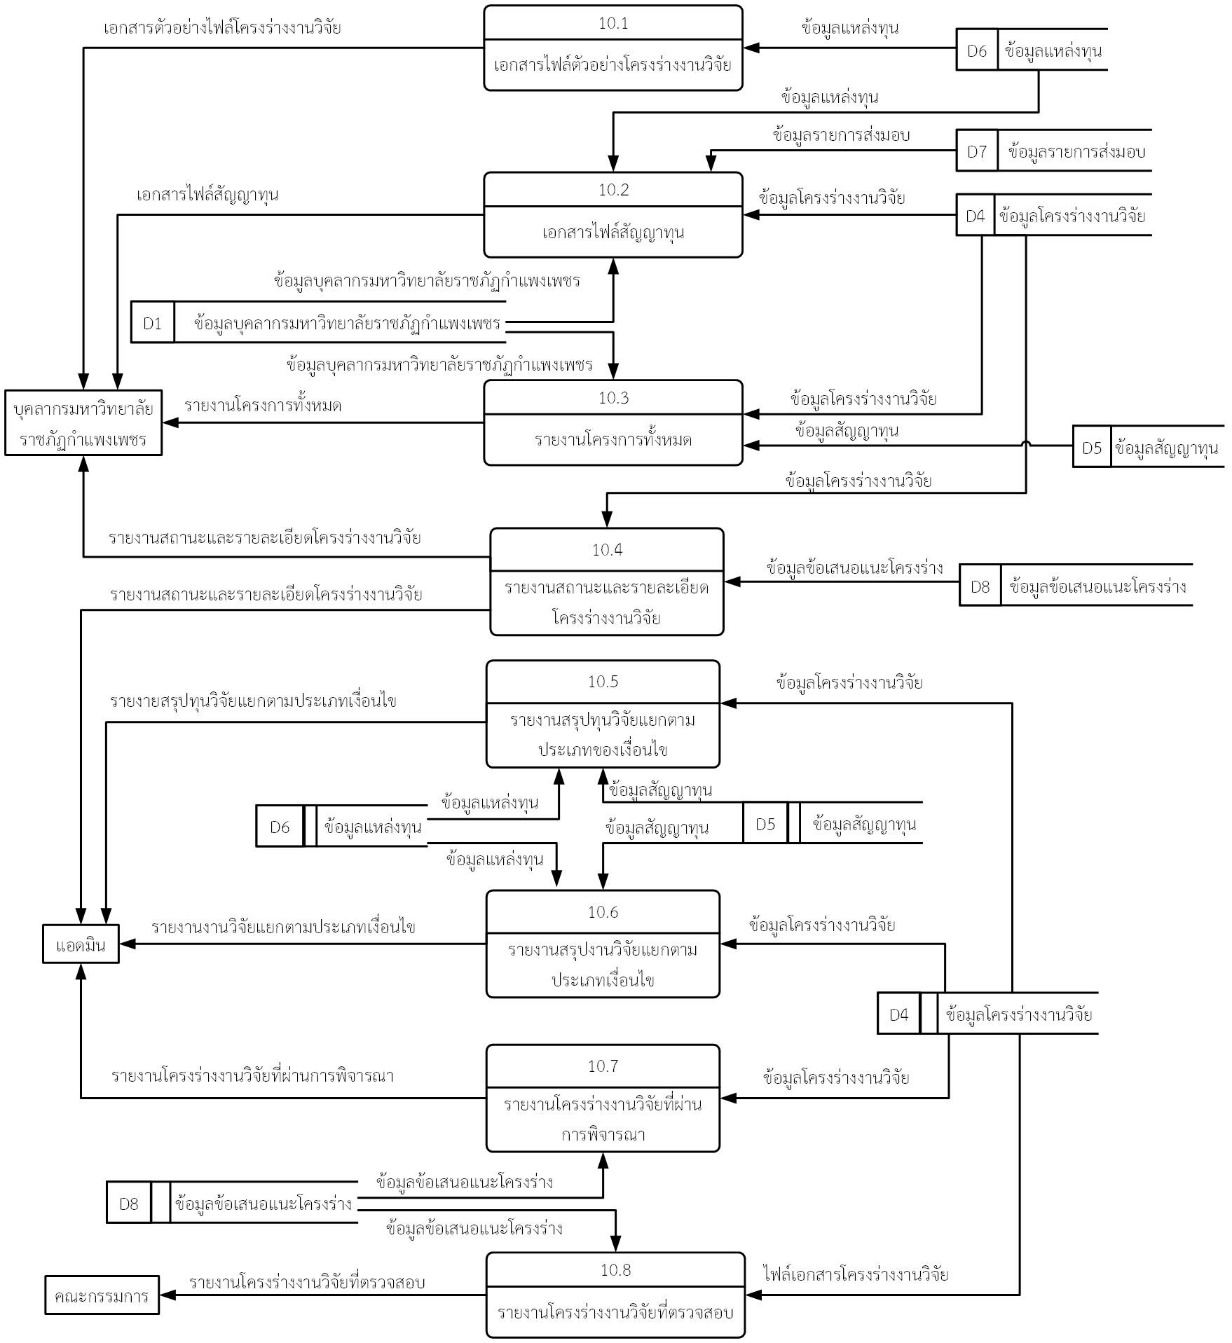 10.1
เอกสารตัวอย่างไฟล์โครงร่างงานวิจัย
ข้อมูลแหล่งทุน
D6
ข้อมูลแหล่งทุน
เอกสารไฟล์ตัวอย่างโครงร่างงานวิจัย
ข้อมูลแหล่งทุน
ข้อมูลรายการส่งมอบ
D7
ข้อมูลรายการส่งมอบ
10.2
เอกสารไฟล์สัญญาทุน
ข้อมูลโครงร่างงานวิจัย
D4
ข้อมูลโครงร่างงานวิจัย
เอกสารไฟล์สัญญาทุน
ข้อมูลบุคลากรมหาวิทยาลัยราชภัฏกำแพงเพชร
D1
ข้อมูลบุคลากรมหาวิทยาลัยราชภัฏกำแพงเพชร
ข้อมูลบุคลากรมหาวิทยาลัยราชภัฏกำแพงเพชร
10.3
บุคลากรมหาวิทยาลัย
ราชภัฏกำแพงเพชร
รายงานโครงการทั้งหมด
ข้อมูลโครงร่างงานวิจัย
รายงานโครงการทั้งหมด
ข้อมูลสัญญาทุน
D5
ข้อมูลสัญญาทุน
ข้อมูลโครงร่างงานวิจัย
รายงานสถานะและรายละเอียดโครงร่างงานวิจัย
10.4
ข้อมูลข้อเสนอแนะโครงร่าง
D8
ข้อมูลข้อเสนอแนะโครงร่าง
รายงานสถานะและรายละเอียดโครงร่างงานวิจัย
รายงานสถานะและรายละเอียด
โครงร่างงานวิจัย
10.5
ข้อมูลโครงร่างงานวิจัย
รายงายสรุปทุนวิจัยแยกตามประเภทเงื่อนไข
รายงานสรุปทุนวิจัยแยกตาม
ประเภทของเงื่อนไข
ข้อมูลแหล่งทุน
ข้อมูลสัญญาทุน
D6
ข้อมูลแหล่งทุน
ข้อมูลสัญญาทุน
D5
ข้อมูลสัญญาทุน
ข้อมูลแหล่งทุน
10.6
รายงานงานวิจัยแยกตามประเภทเงื่อนไข
ข้อมูลโครงร่างงานวิจัย
แอดมิน
รายงานสรุปงานวิจัยแยกตาม
ประเภทเงื่อนไข
D4
ข้อมูลโครงร่างงานวิจัย
10.7
รายงานโครงร่างงานวิจัยที่ผ่านการพิจารณา
ข้อมูลโครงร่างงานวิจัย
รายงานโครงร่างงานวิจัยที่ผ่าน
การพิจารณา
ข้อมูลข้อเสนอแนะโครงร่าง
D8
ข้อมูลข้อเสนอแนะโครงร่าง
ข้อมูลข้อเสนอแนะโครงร่าง
10.8
คณะกรรมการ
รายงานโครงร่างงานวิจัยที่ตรวจสอบ
ไฟล์เอกสารโครงร่างงานวิจัย
รายงานโครงร่างงานวิจัยที่ตรวจสอบ